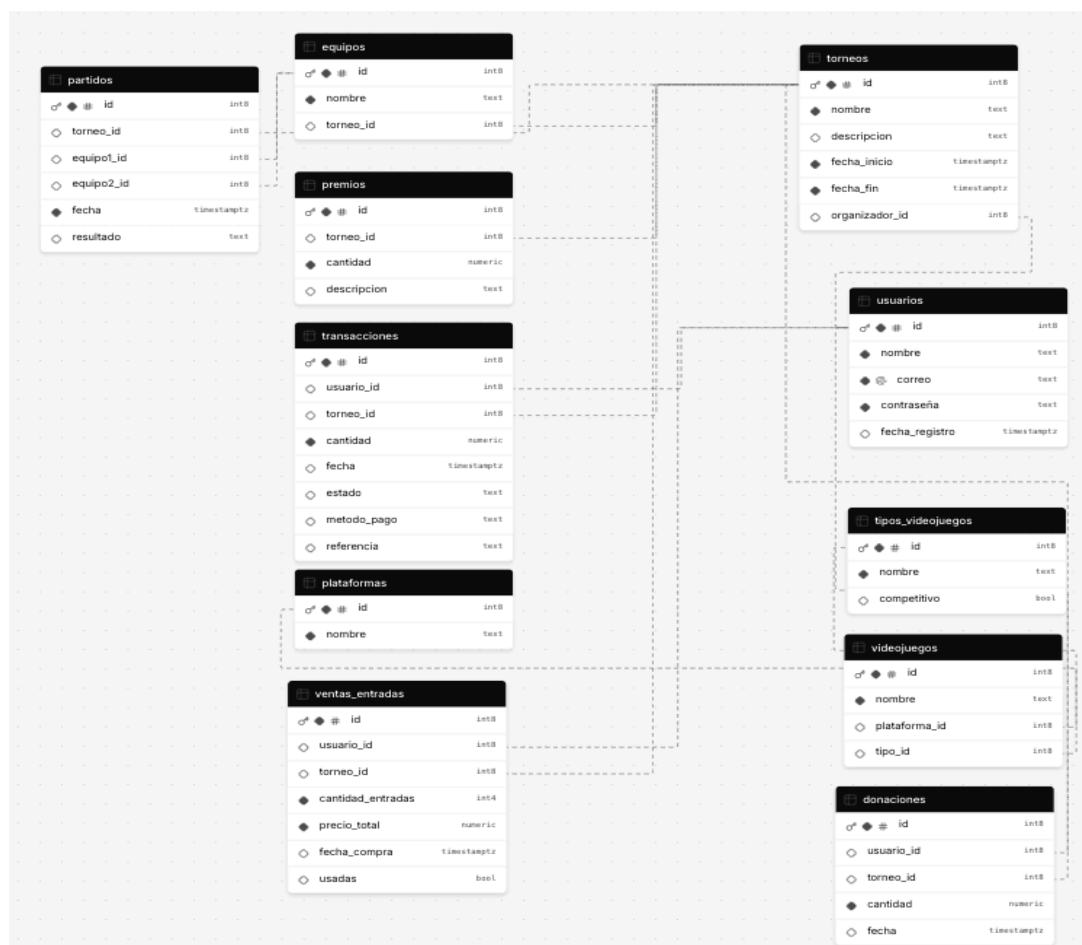 partidos
id int8
torneo_id int8
equipo1_id int8
equipo2_id int8
fecha timestamptz
resultado text
equipos
id int8
nombre text
torneo_id int8
premios
id int8
torneo_id int8
cantidad numeric
descripcion text
transacciones
id int8
usuario_id int8
torneo_id int8
cantidad numeric
fecha timestamptz
estado text
metodo_pago text
referencia text
plataformas
id int8
nombre text
ventas_entradas
id int8
usuario_id int8
torneo_id int8
cantidad_entradas int4
precio_total numeric
fecha_compra timestamptz
usadas bool
torneos
id int8
nombre text
descripcion text
fecha_inicio timestamptz
fecha_fin timestamptz
organizador_id int8
usuarios
id int8
nombre text
correo text
contraseña text
fecha_registro timestamptz
tipos_videojuegos
id int8
nombre text
competitivo bool
videojuegos
id int8
nombre text
plataforma_id int8
tipo_id int8
donaciones
id int8
usuario_id int8
torneo_id int8
cantidad numeric
fecha timestamptz